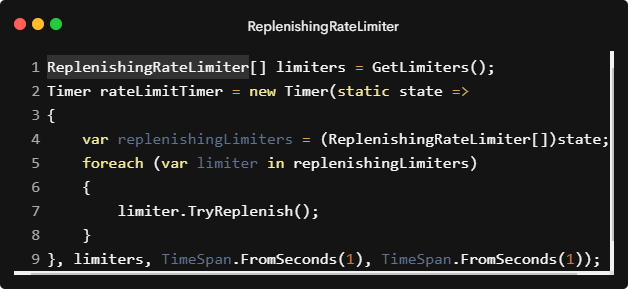 ReplenishingRateLimiter
1 ReplenishingRateLimiter[] limiters = GetLimiters();
2 Timer rateLimitTimer = new Timer(static state =>
3 {
4     var replenishingLimiters = (ReplenishingRateLimiter[])state;
5     foreach (var limiter in replenishingLimiters)
6     {
7         limiter.TryReplenish();
8     }
9 }, limiters, TimeSpan.FromSeconds(1), TimeSpan.FromSeconds(1));